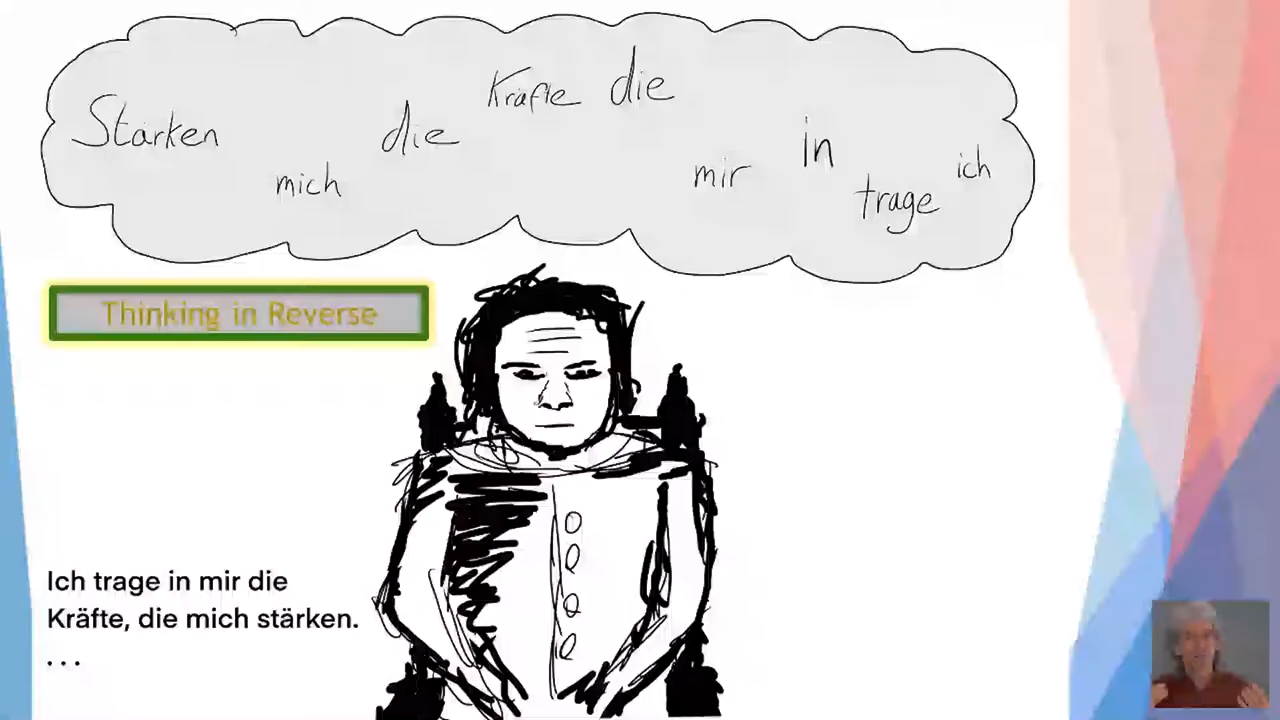 Stärken mich die Kräfte die mir in trage ich
Thinking in Reverse
Ich trage in mir die
Kräfte, die mich stärken.
...